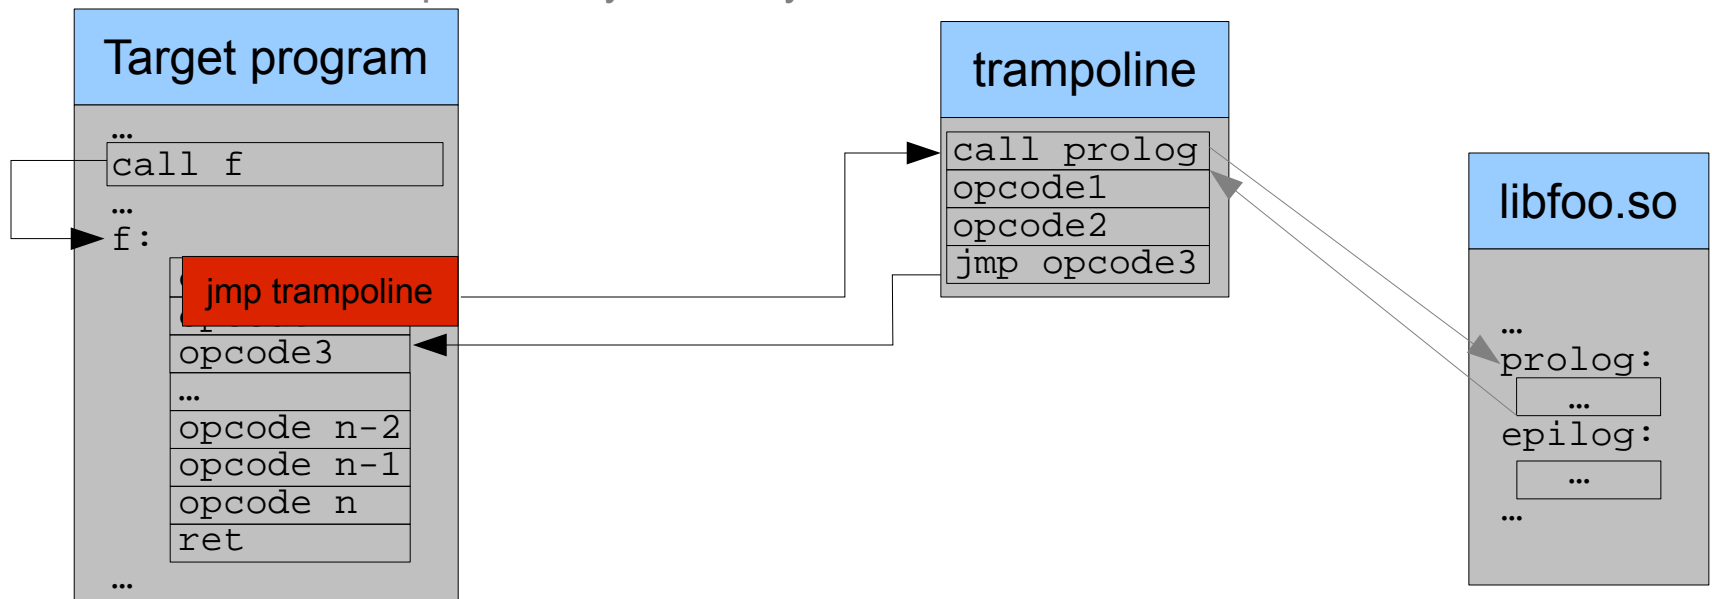 Target program
…
call f
…
f:
jmp trampoline
opcode3
…
opcode n-2
opcode n-1
opcode n
ret
…
trampoline
call prolog
opcode1
opcode2
jmp opcode3
libfoo.so
…
prolog:
…
epilog:
…
…